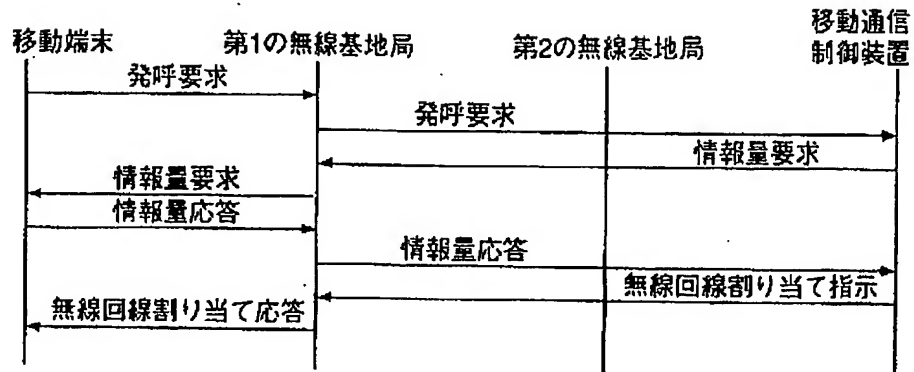 移動端末
第1の無線基地局
第2の無線基地局
移動通信
制御装置
発呼要求
発呼要求
情報量要求
情報量要求
情報量応答
情報量応答
無線回線割り当て指示
無線回線割り当て応答